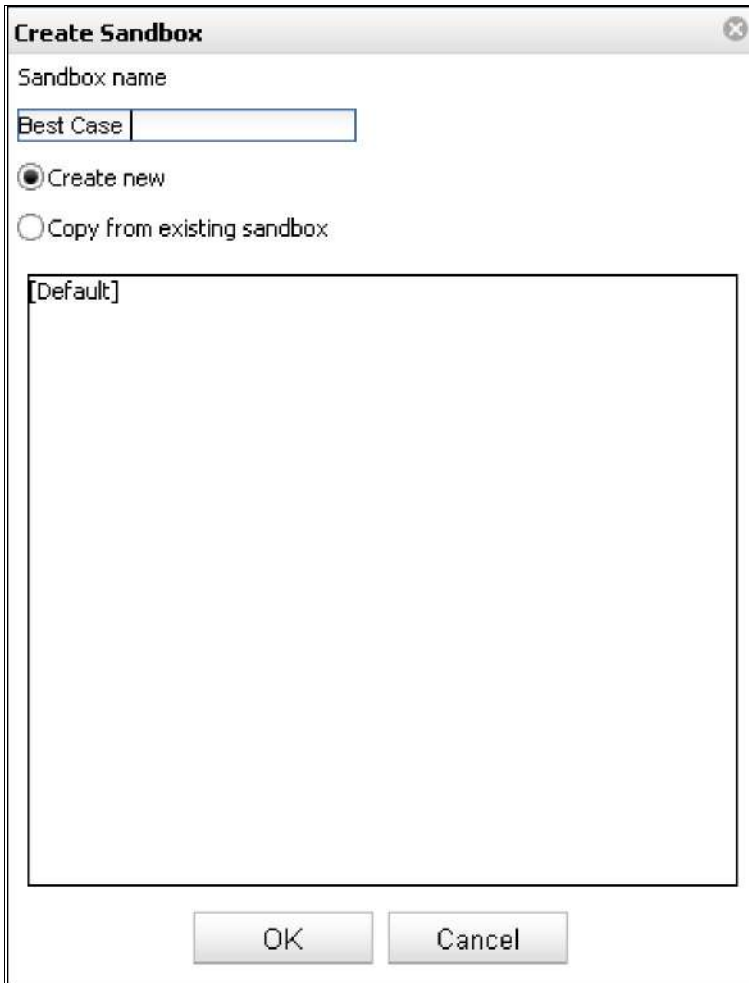 Create Sandbox
Sandbox name
Best Case
Create new
Copy from existing sandbox
[Default]
OK Cancel